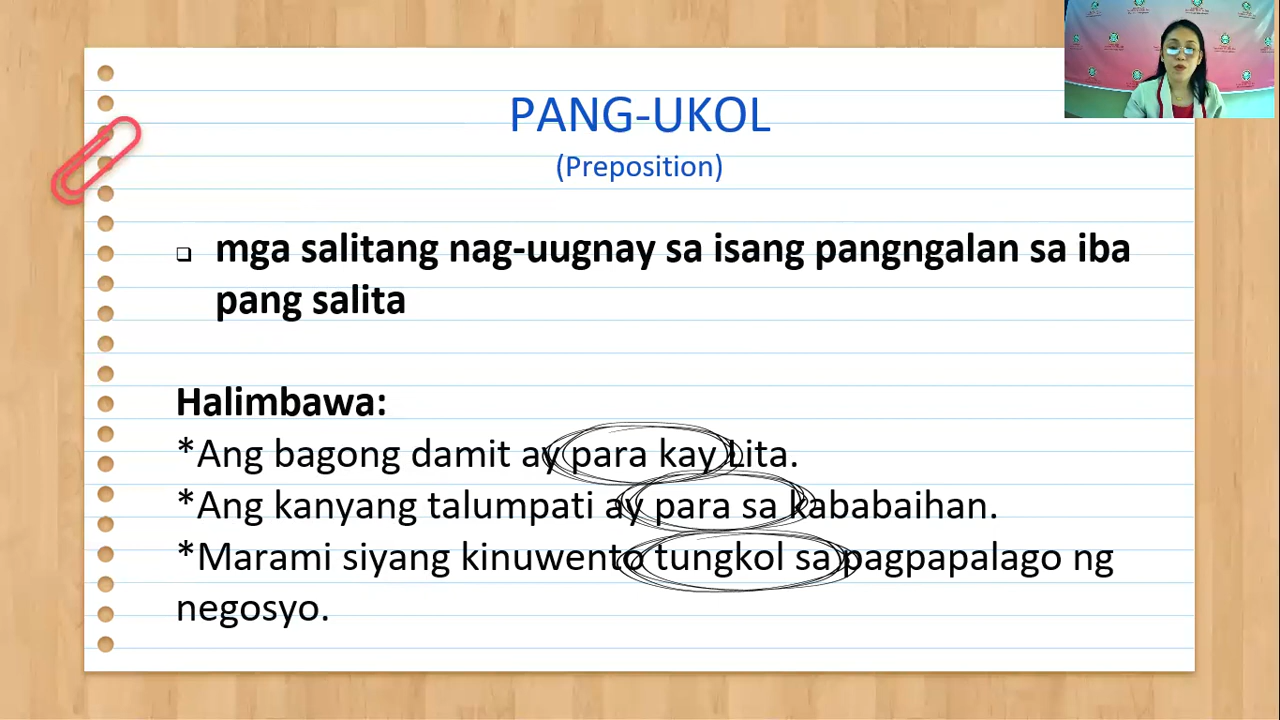 PANG-UKOL
(Preposition)
mga salitang nag-uugnay sa isang pangngalan sa iba
pang salita
Halimbawa:
*Ang bagong damit ay para kay Lita.
*Ang kanyang talumpati ay para sa kababaihan.
*Marami siyang kinuwento tungkol sa pagpapalago ng
negosyo.